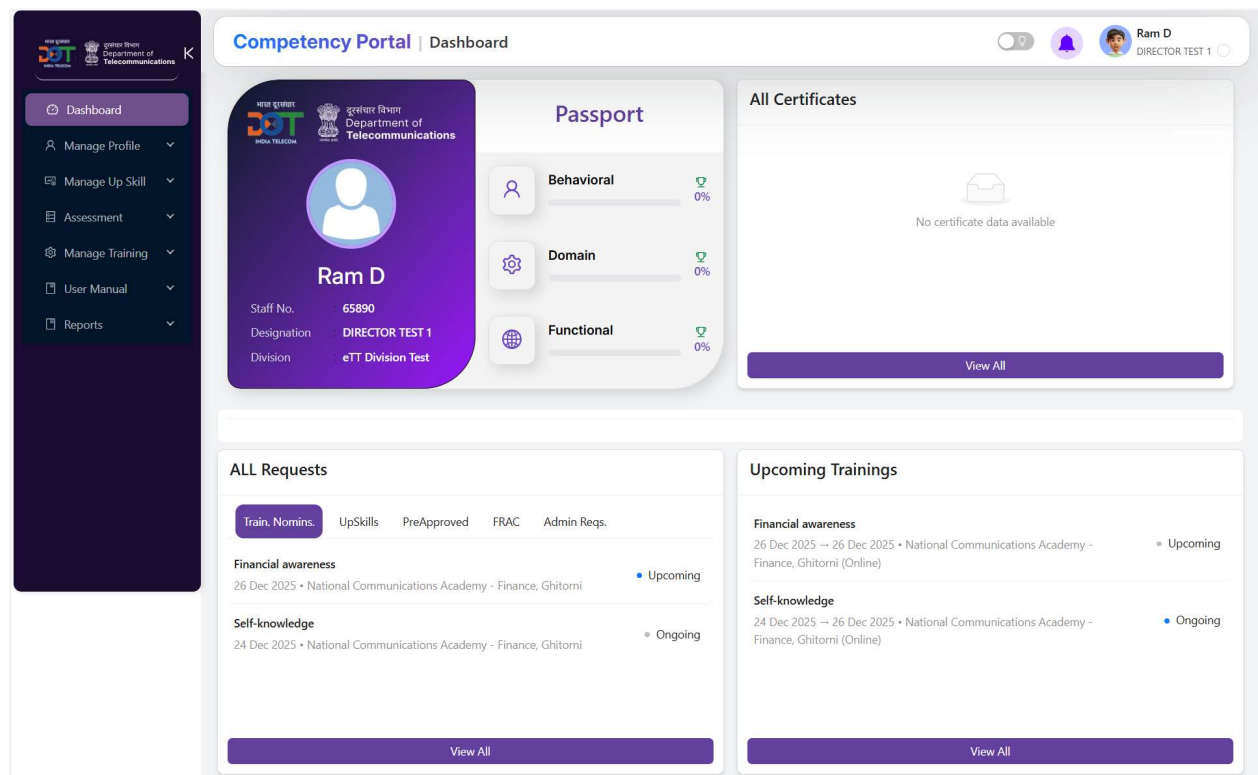 दूरसंचार विभाग
Department of
Telecommunications
Dashboard
Manage Profile
Manage Up Skill
Assessment
Manage Training
User Manual
Reports
Competency Portal | Dashboard
Ram D
DIRECTOR TEST 1
भारत दूरसंचार
DOT
INDIA TELECOM
दूरसंचार विभाग
Department of
Telecommunications
Ram D
Staff No. : 65890
Designation : DIRECTOR TEST 1
Division : eTT Division Test
Passport
Behavioral
0%
Domain
0%
Functional
0%
All Certificates
No certificate data available
View All
ALL Requests
Train. Nomins. UpSkills PreApproved FRAC Admin Reqs.
Financial awareness
26 Dec 2025 • National Communications Academy - Finance, Ghitorni
Upcoming
Self-knowledge
24 Dec 2025 • National Communications Academy - Finance, Ghitorni
Ongoing
View All
Upcoming Trainings
Financial awareness
26 Dec 2025 → 26 Dec 2025 • National Communications Academy -
Finance, Ghitorni (Online)
Upcoming
Self-knowledge
24 Dec 2025 → 26 Dec 2025 • National Communications Academy -
Finance, Ghitorni (Online)
Ongoing
View All